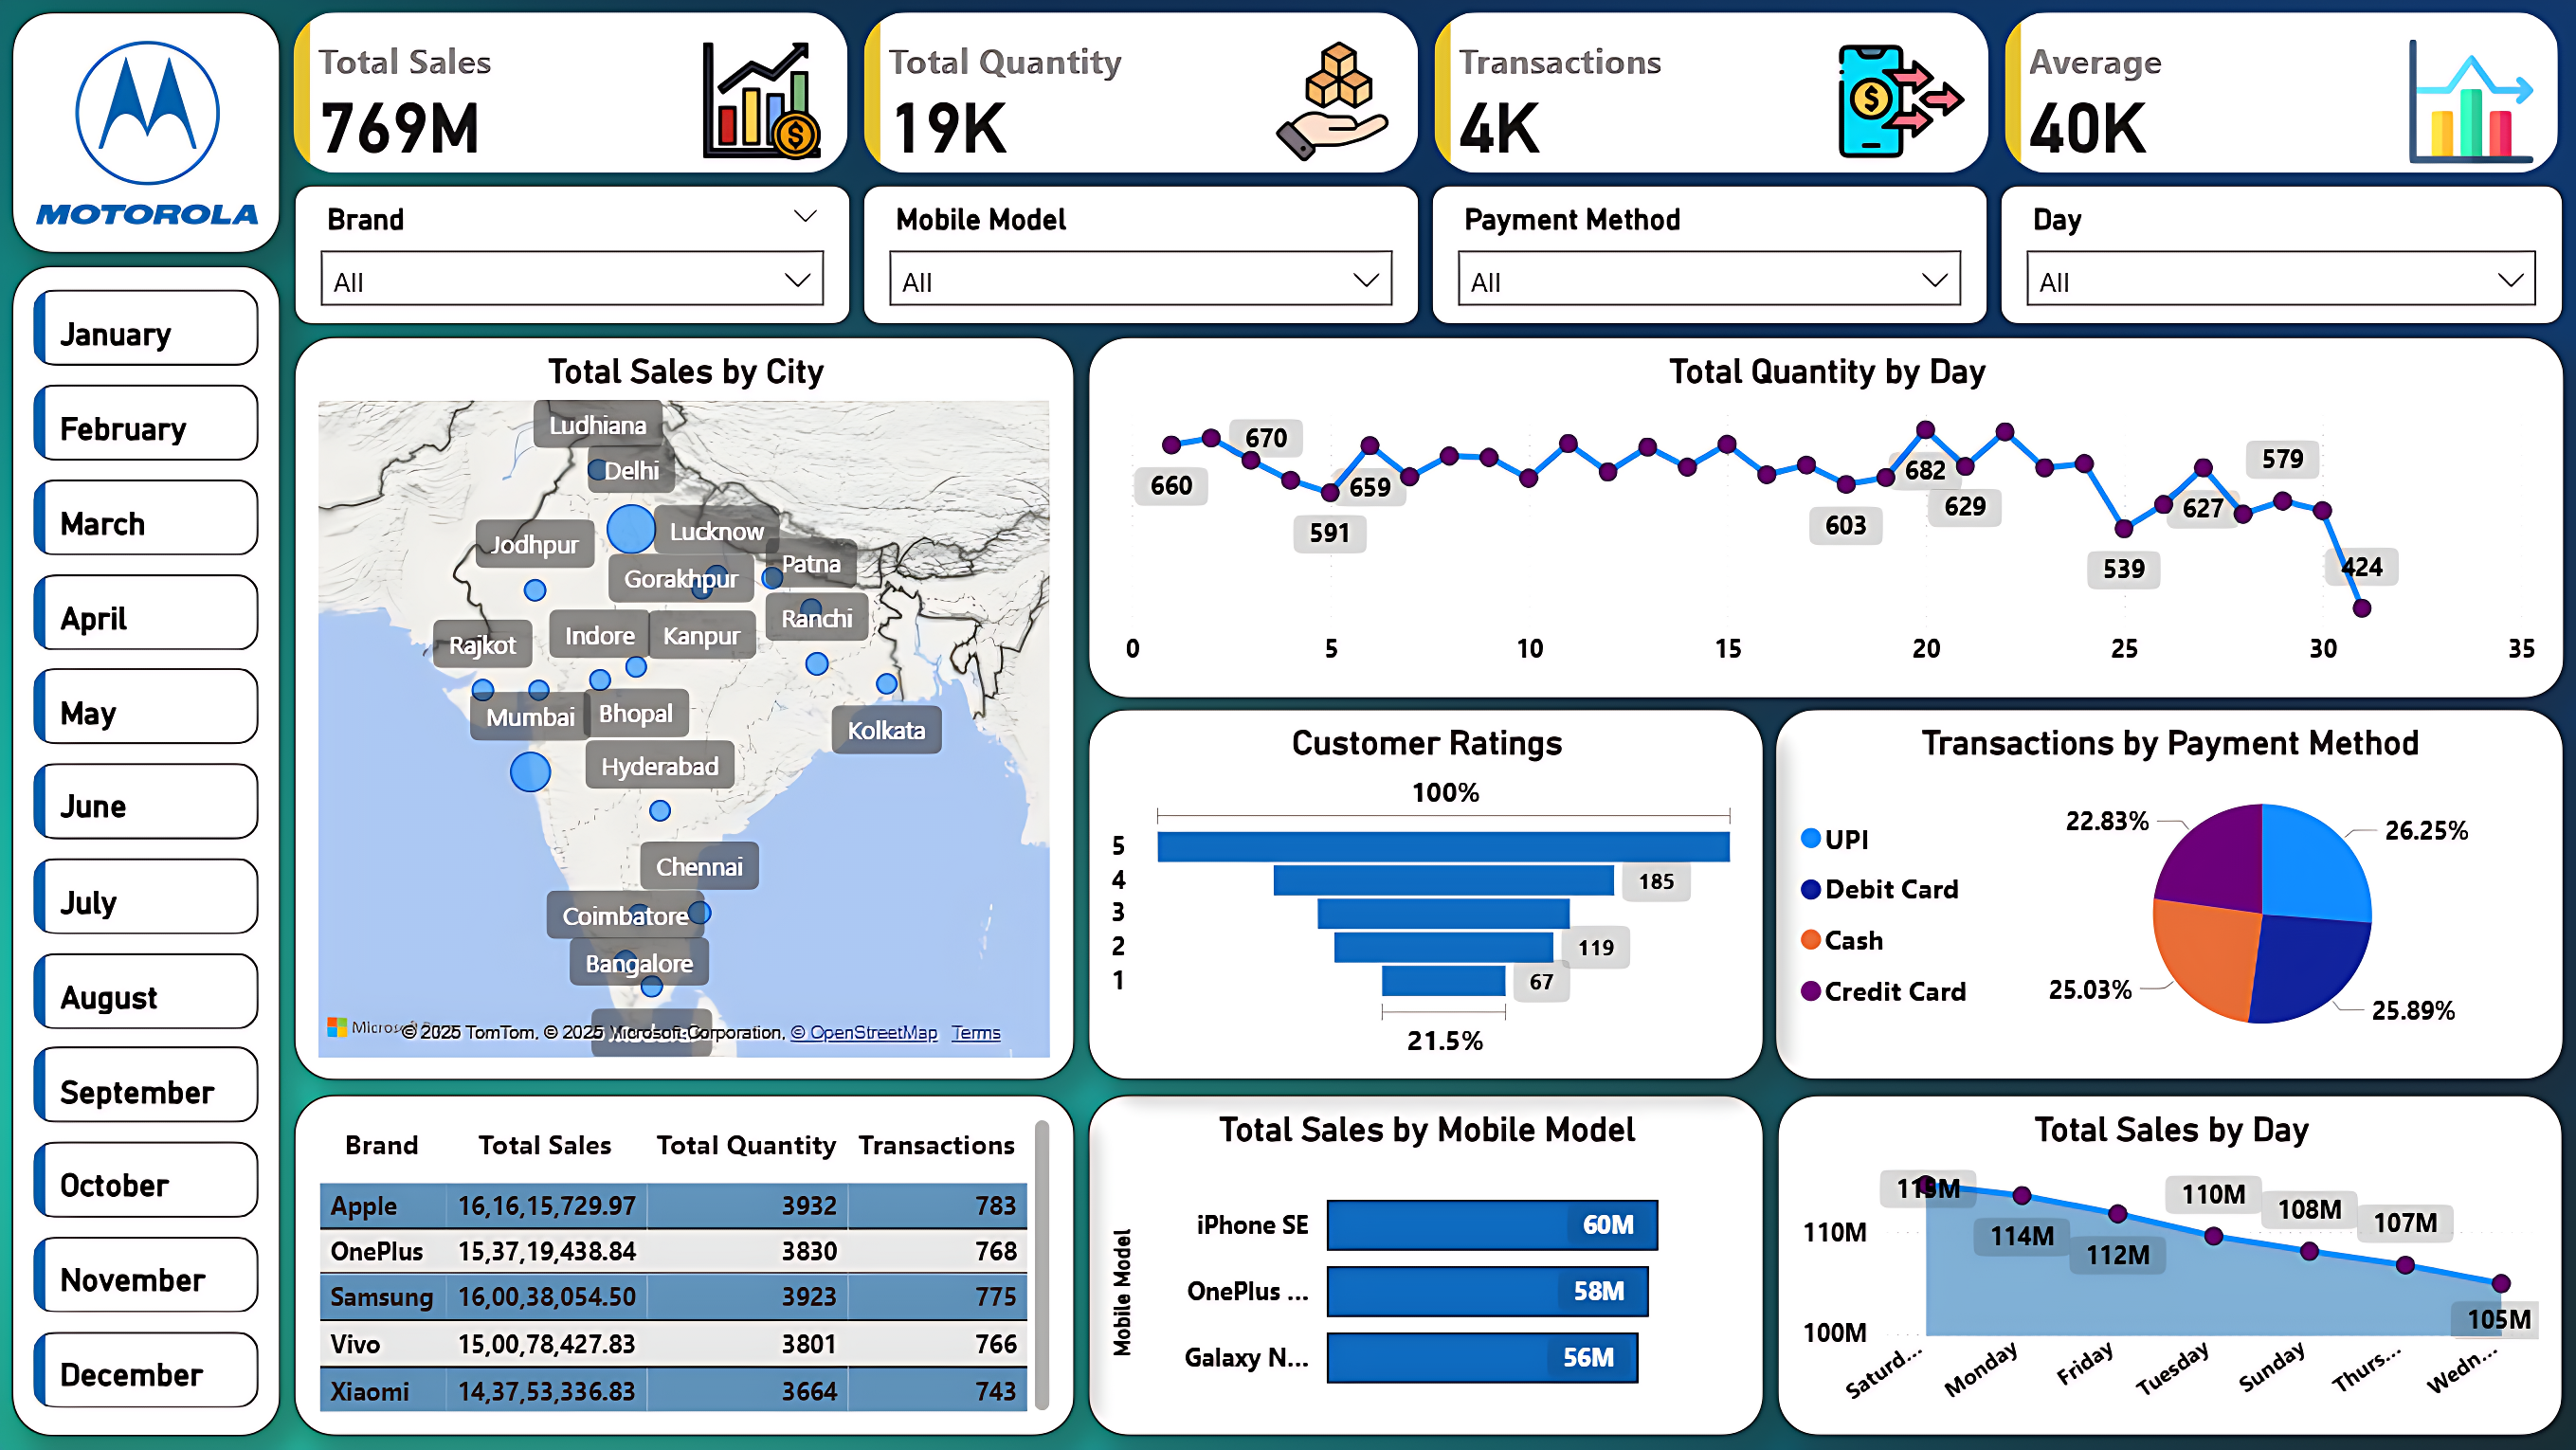 MOTOROLA
Total Sales
769M
Total Quantity
19K
Transactions
4K
Average
40K
Brand
All
Mobile Model
All
Payment Method
All
Day
All
January
February
March
April
May
June
July
August
September
October
November
December
Total Sales by City
Ludhiana
Delhi
Lucknow
Jodhpur
Patna
Gorakhpur
Ranchi
Indore
Kanpur
Rajkot
Mumbai
Bhopal
Kolkata
Hyderabad
Chennai
Coimbatore
Bangalore
© 2025 TomTom, © 2025 Microsoft Corporation, © OpenStreetMap Terms
Total Quantity by Day
670
660
659
591
682
629
603
579
627
539
424
0 5 10 15 20 25 30 35
Customer Ratings
100%
5
4 185
3
2 119
1 67
21.5%
Transactions by Payment Method
UPI
Debit Card
Cash
Credit Card
22.83%
26.25%
25.03%
25.89%
Brand Total Sales Total Quantity Transactions
Apple 16,16,15,729.97 3932 783
OnePlus 15,37,19,438.84 3830 768
Samsung 16,00,38,054.50 3923 775
Vivo 15,00,78,427.83 3801 766
Xiaomi 14,37,53,336.83 3664 743
Total Sales by Mobile Model
Mobile Model
iPhone SE 60M
OnePlus ... 58M
Galaxy N... 56M
Total Sales by Day
110M
100M
114M
112M
110M
108M
107M
105M
Saturd... Monday Friday Tuesday Sunday Thurs... Wedn...